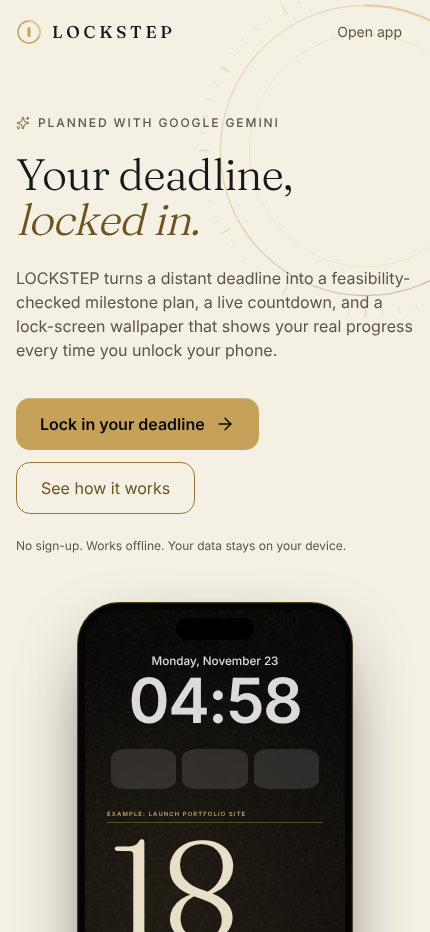 LOCKSTEP
Open app
PLANNED WITH GOOGLE GEMINI
Your deadline,
locked in.
LOCKSTEP turns a distant deadline into a feasibility-
checked milestone plan, a live countdown, and a
lock-screen wallpaper that shows your real progress
every time you unlock your phone.
Lock in your deadline →
See how it works
No sign-up. Works offline. Your data stays on your device.
Monday, November 23
04:58
EXAMPLE: LAUNCH PORTFOLIO SITE
18